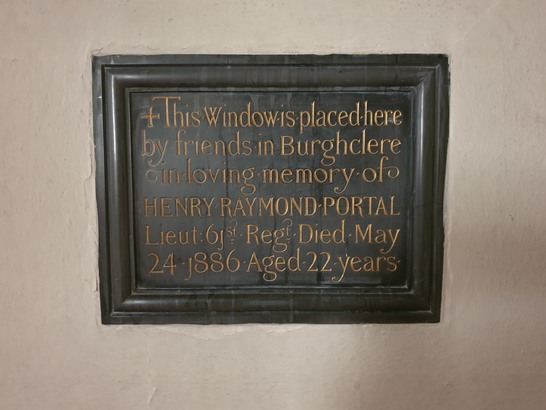 +This·Window·is·placed·here
by·friends·in·Burghclere
in·loving·memory·of
HENRY·RAYMOND·PORTAL
Lieut·61st·Regt·Died·May
24·1886·Aged·22·years·